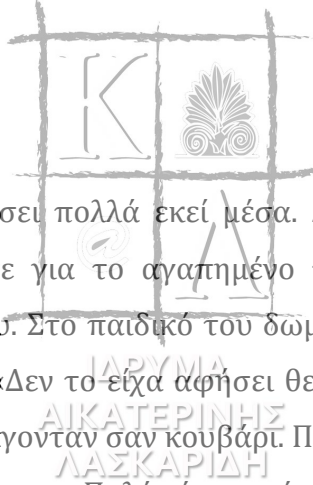 Κ
σει πολλά εκεί μέσα.
ε για το αγαπημένο
@ Λ
υ. Στο παιδικό του δωμ
ΙΔΡΥΜΑ
«Δεν το είχα αφήσει θε
ΑΙΚΑΤΕΡΙΝΗΣ
γονταν σαν κουβάρι. Π
ΛΑΣΚΑΡΙΔΗ